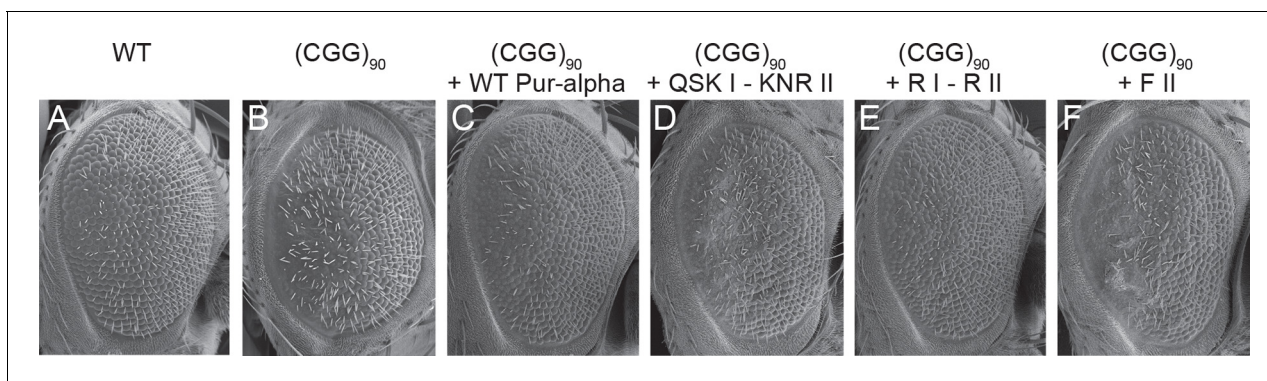 WT
(CGG)90
(CGG)90
+ WT Pur-alpha
(CGG)90
+ QSK I - KNR II
(CGG)90
+ R I - R II
(CGG)90
+ F II
A
B
C
D
E
F